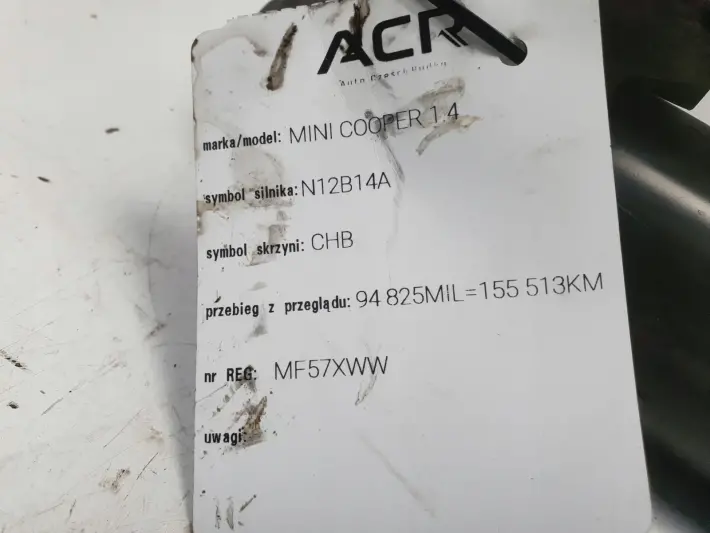 ACR
marka/model: MINI COOPER 1.4
symbol silnika: N12B14A
symbol skrzyni: CHB
przebieg z przeglądu: 94 825MIL=155 513KM
nr REG: MF57XWW
uwagi: